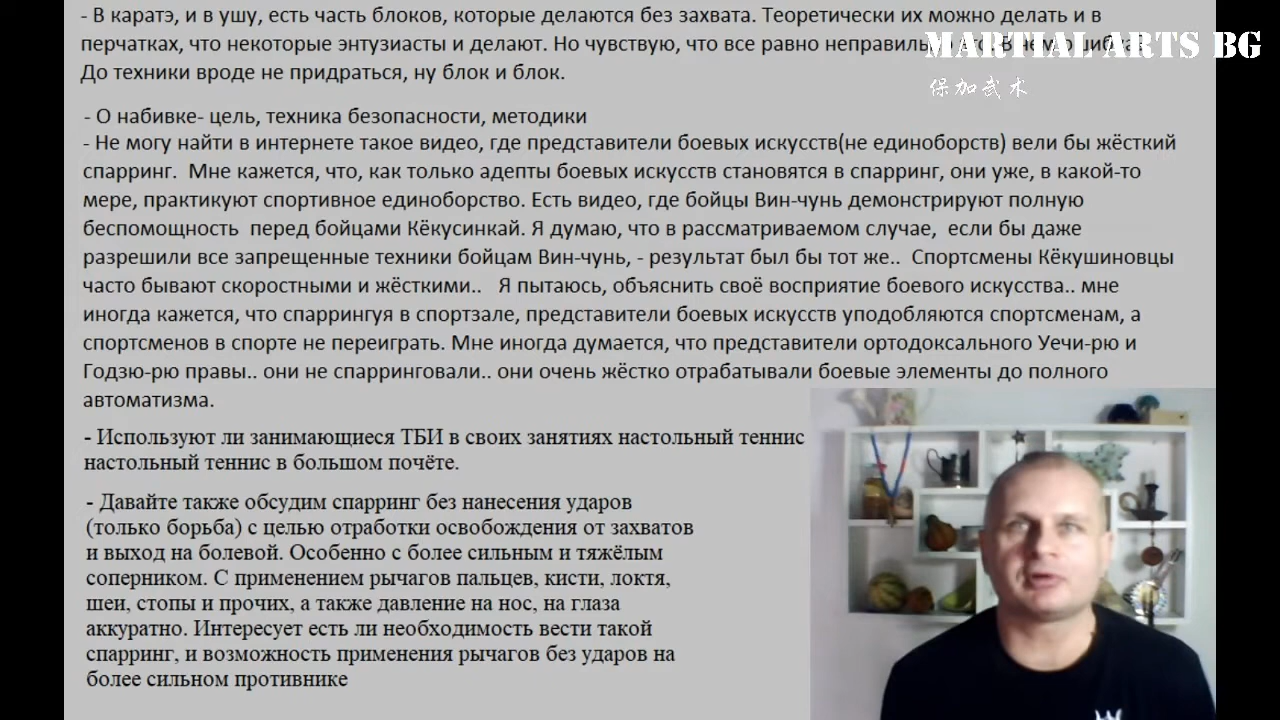 - В каратэ, и в ушу, есть часть блоков, которые делаются без захвата. Теоретически их можно делать и в
перчатках, что некоторые энтузиасты и делают. Но чувствую, что все равно неправильно
До техники вроде не придраться, ну блок и блок.
MARTIAL ARTS BG
保加武术
- О набивке- цель, техника безопасности, методики
- Не могу найти в интернете такое видео, где представители боевых искусств(не единоборств) вели бы жёсткий
спарринг.  Мне кажется, что, как только адепты боевых искусств становятся в спарринг, они уже, в какой-то
мере, практикуют спортивное единоборство. Есть видео, где бойцы Вин-чунь демонстрируют полную
беспомощность  перед бойцами Кёкусинкай. Я думаю, что в рассматриваемом случае,  если бы даже
разрешили все запрещенные техники бойцам Вин-чунь, - результат был бы тот же..  Спортсмены Кёкушиновцы
часто бывают скоростными и жёсткими..   Я пытаюсь, объяснить своё восприятие боевого искусства.. мне
иногда кажется, что спаррингуя в спортзале, представители боевых искусств уподобляются спортсменам, а
спортсменов в спорте не переиграть. Мне иногда думается, что представители ортодоксального Уечи-рю и
Годзю-рю правы.. они не спарринговали.. они очень жёстко отрабатывали боевые элементы до полного
автоматизма.
- Используют ли занимающиеся ТБИ в своих занятиях настольный теннис
настольный теннис в большом почёте.
- Давайте также обсудим спарринг без нанесения ударов
(только борьба) с целью отработки освобождения от захватов
и выход на болевой. Особенно с более сильным и тяжёлым
соперником. С применением рычагов пальцев, кисти, локтя,
шеи, стопы и прочих, а также давление на нос, на глаза
аккуратно. Интересует есть ли необходимость вести такой
спарринг, и возможность применения рычагов без ударов на
более сильном противнике